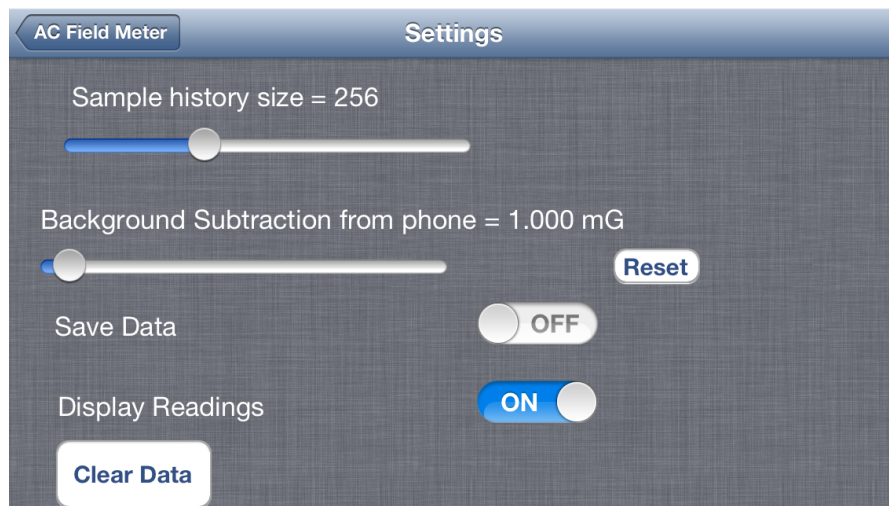 AC Field Meter
Settings
Sample history size = 256
Background Subtraction from phone = 1.000 mG
Reset
Save Data
OFF
Display Readings
ON
Clear Data